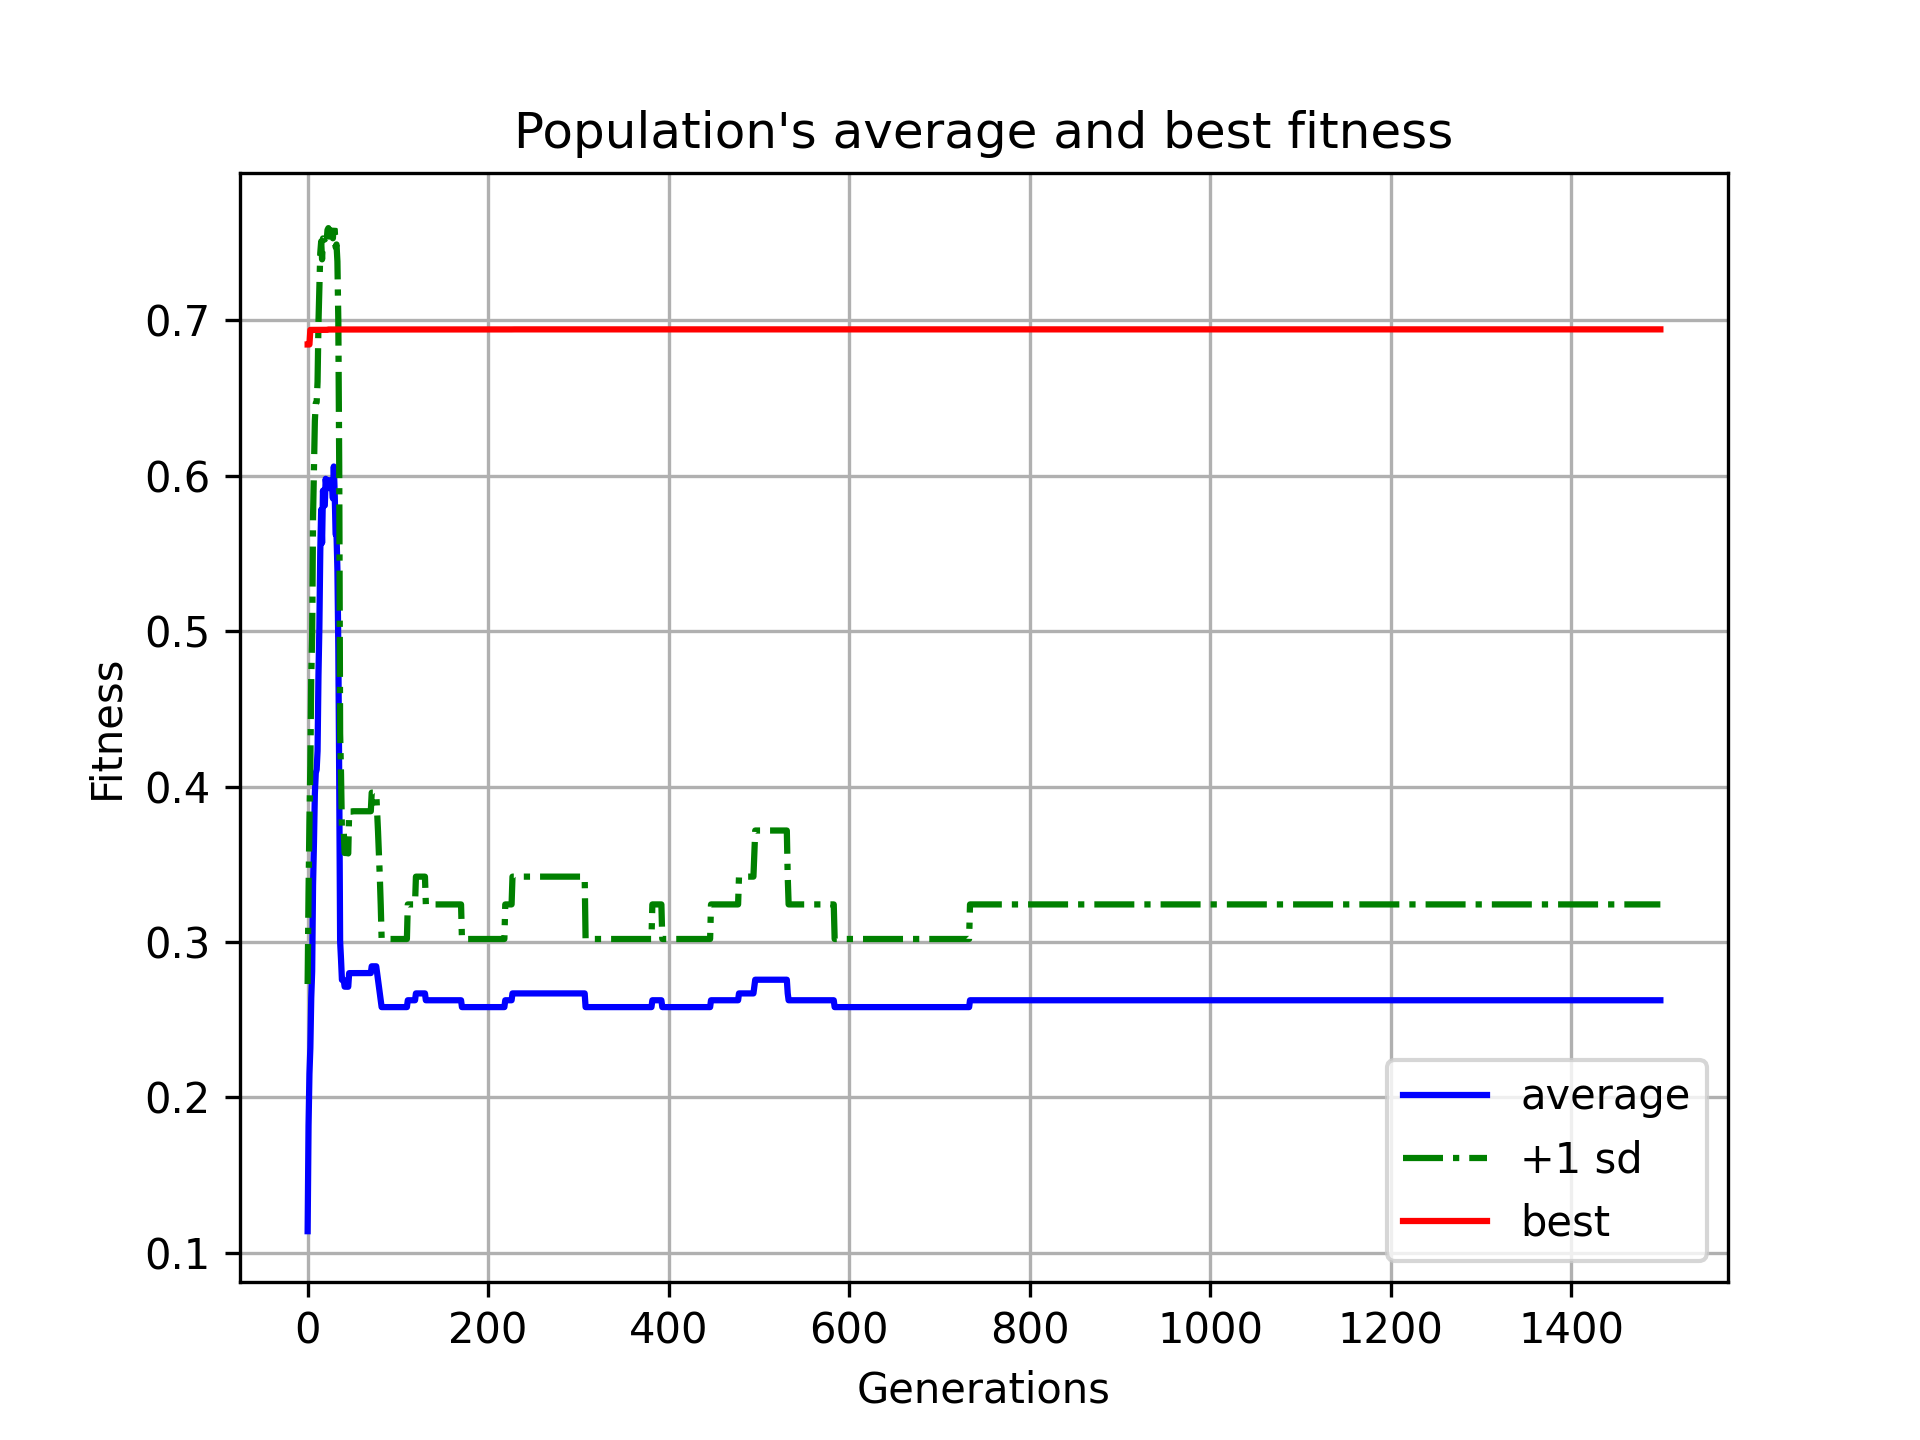 Population's average and best fitness
Fitness
0.7
0.6
0.5
0.4
0.3
0.2
0.1
average
+1 sd
best
0 200 400 600 800 1000 1200 1400
Generations